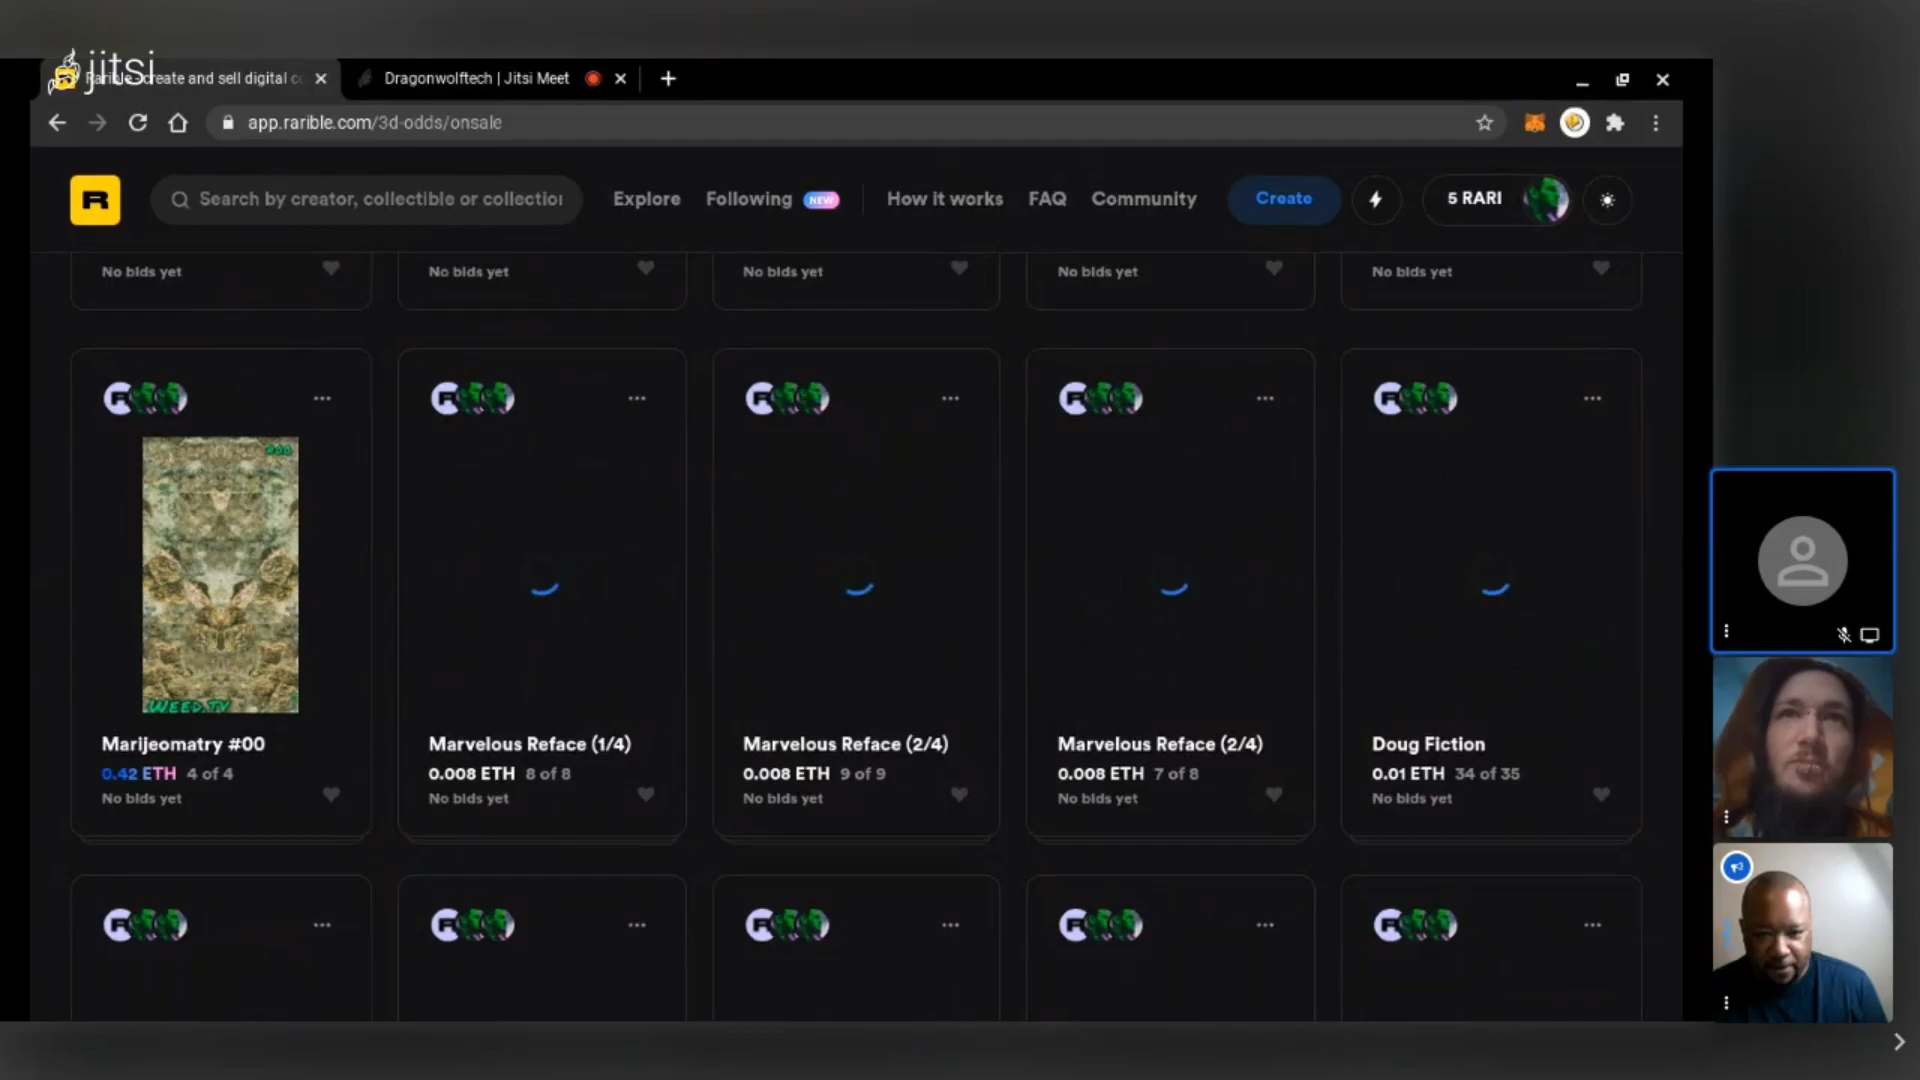 jitsi
Rarible - create and sell digital c
Dragonwolftech | Jitsi Meet
app.rarible.com/3d-odds/onsale
R
Search by creator, collectible or collection
Explore
Following NEW
How it works
FAQ
Community
Create
5 RARI
No bids yet
No bids yet
No bids yet
No bids yet
No bids yet
#00
WEED.TV
Marijeomatry #00
0.42 ETH 4 of 4
No bids yet
Marvelous Reface (1/4)
0.008 ETH 8 of 8
No bids yet
Marvelous Reface (2/4)
0.008 ETH 9 of 9
No bids yet
Marvelous Reface (2/4)
0.008 ETH 7 of 8
No bids yet
Doug Fiction
0.01 ETH 34 of 35
No bids yet